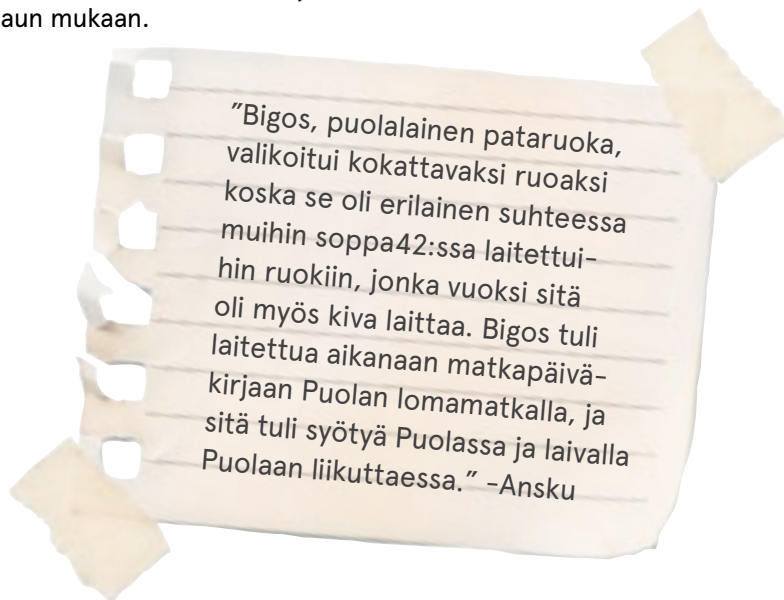 aun mukaan.
"Bigos, puolalainen pataruoka,
valikoitui kokattavaksi ruoaksi
koska se oli erilainen suhteessa
muihin soppa42:ssa laitettui-
hin ruokiin, jonka vuoksi sitä
oli myös kiva laittaa. Bigos tuli
laitettua aikanaan matkapäivä-
kirjaan Puolan lomamatkalla, ja
sitä tuli syötyä Puolassa ja laivalla
Puolaan liikuttaessa." -Ansku